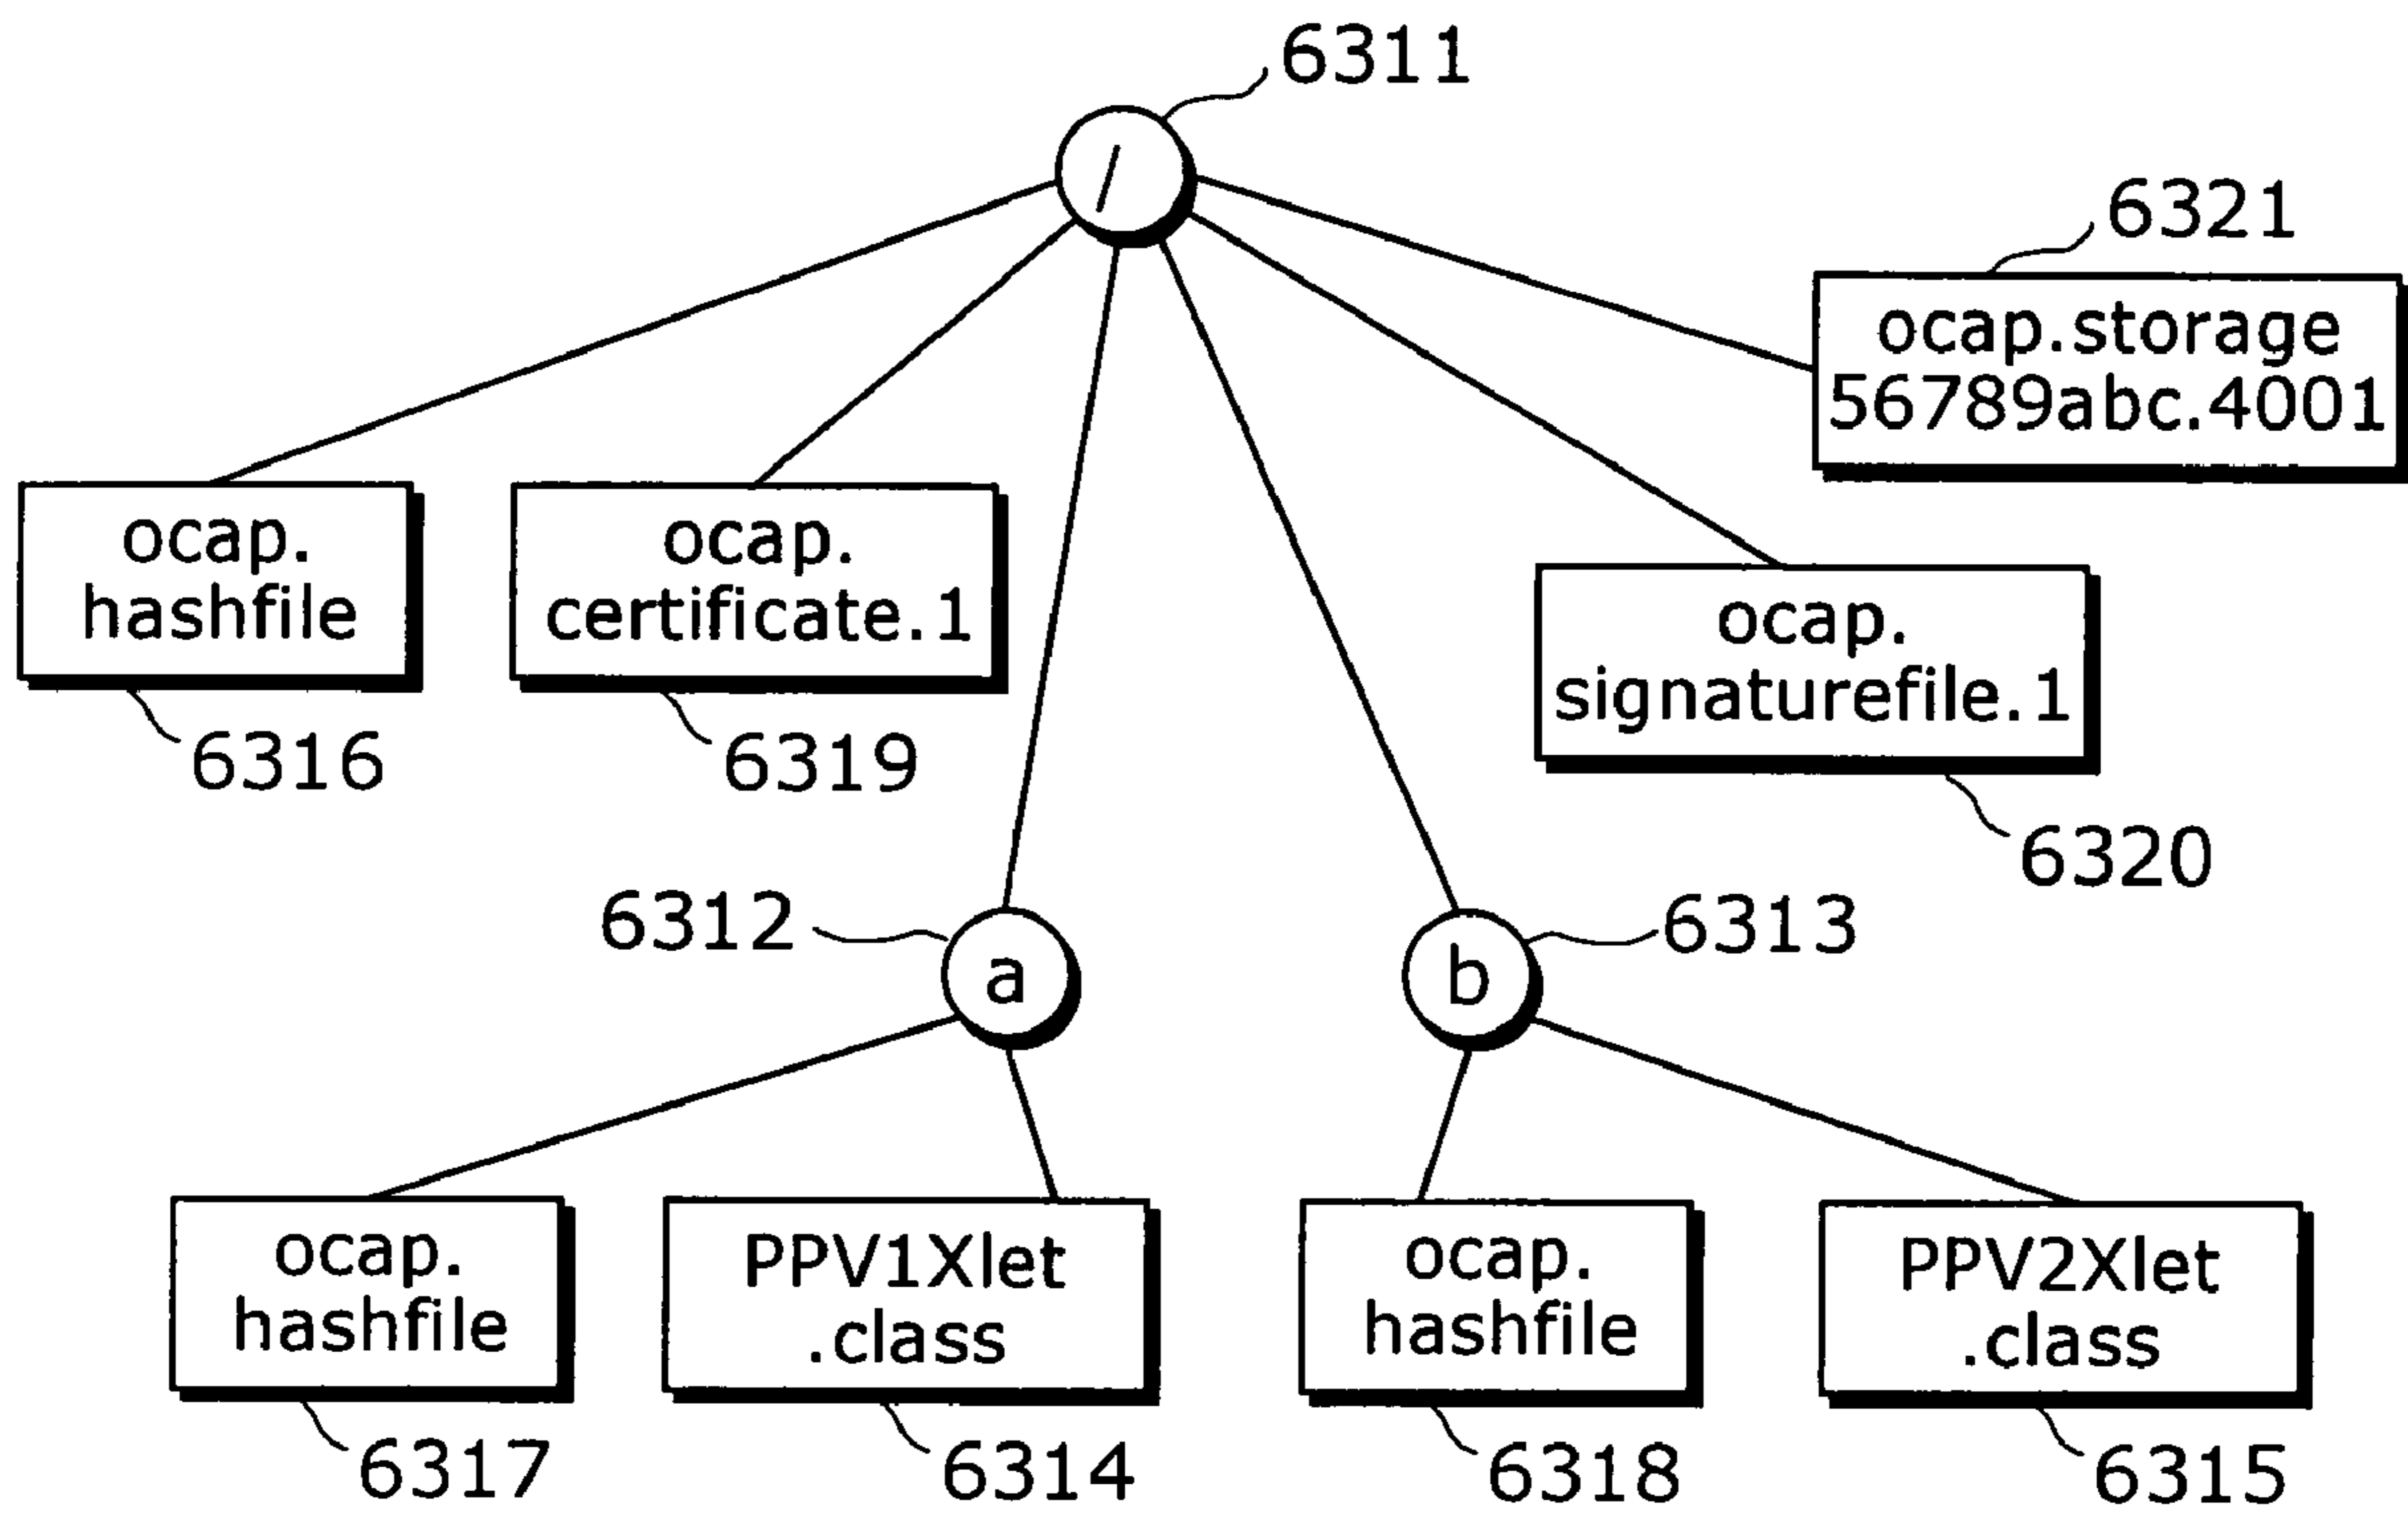 6311
/
6321
ocap.storage
56789abc.4001
ocap.
hashfile
6316
ocap.
certificate.1
6319
ocap.
signaturefile.1
6320
6312
a
b
6313
ocap.
hashfile
6317
PPV1Xlet
.class
6314
ocap.
hashfile
6318
PPV2Xlet
.class
6315